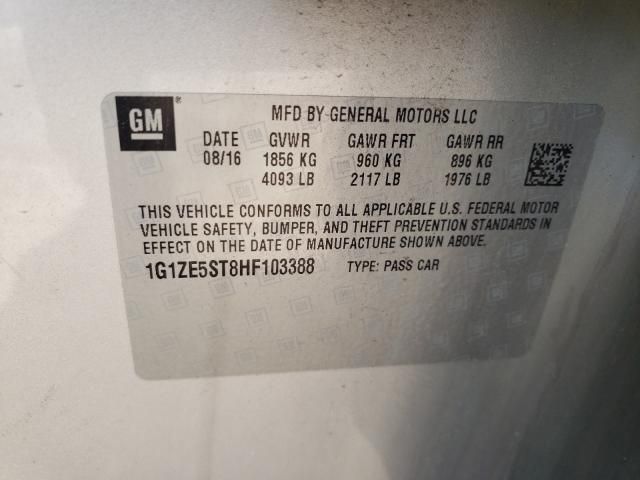 GM ®
MFD BY GENERAL MOTORS LLC
DATE GVWR GAWR FRT GAWR RR
08/16 1856 KG 960 KG 896 KG
4093 LB 2117 LB 1976 LB
THIS VEHICLE CONFORMS TO ALL APPLICABLE U.S. FEDERAL MOTOR
VEHICLE SAFETY, BUMPER, AND THEFT PREVENTION STANDARDS IN
EFFECT ON THE DATE OF MANUFACTURE SHOWN ABOVE.
1G1ZE5ST8HF103388 TYPE: PASS CAR